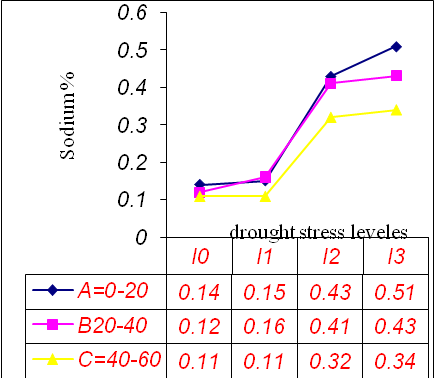 0.6
0.5
0.4
0.3
0.2
0.1
0
Sodium%
drought stress leveles
I0 I1 I2 I3
A=0-20 0.14 0.15 0.43 0.51
B20-40 0.12 0.16 0.41 0.43
C=40-60 0.11 0.11 0.32 0.34